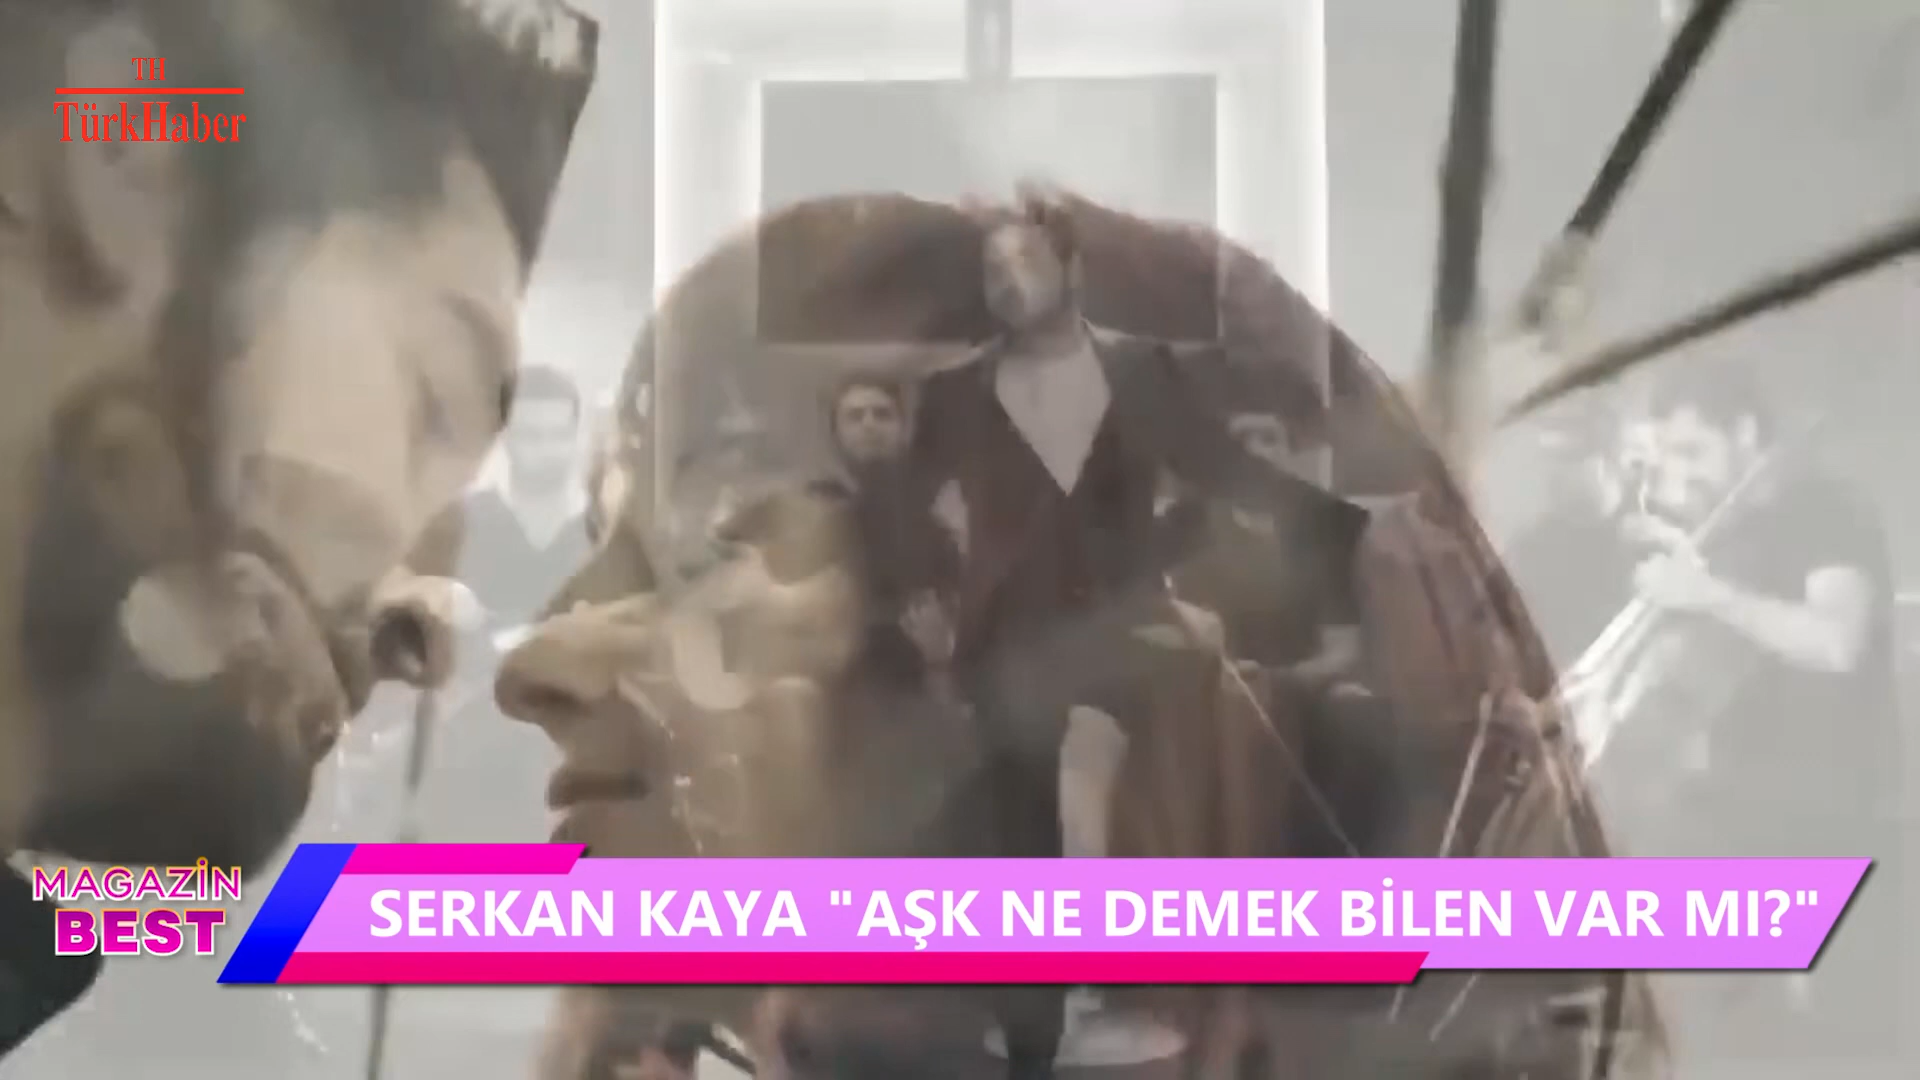 TH
TürkHaber
MAGAZİN
BEST
SERKAN KAYA "AŞK NE DEMEK BİLEN VAR MI?"